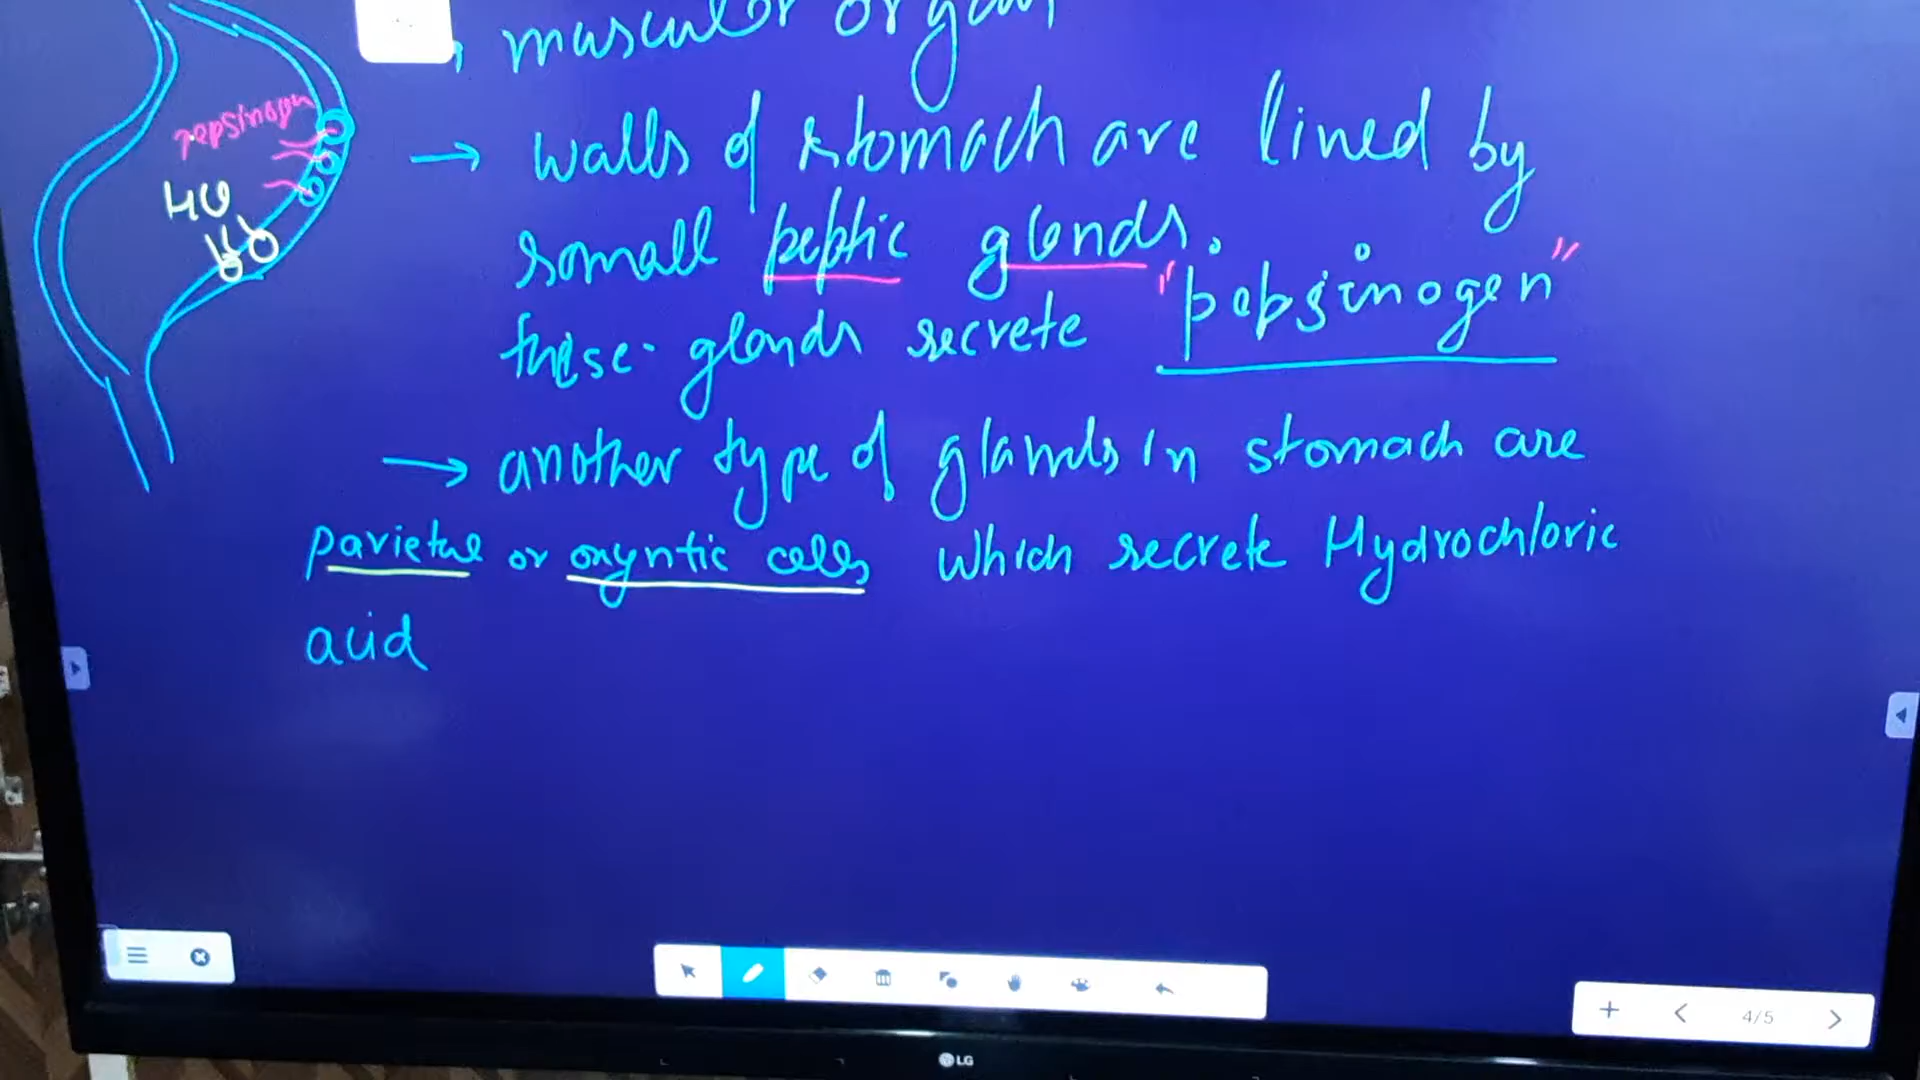 muscular organ
→ walls of stomach are lined by
small peptic glands.
these glands secrete "pepsinogen"
→ another type of glands in stomach are
parietal or oxyntic cells which secrete Hydrochloric
acid
pepsinogen
HCl
4/5
LG